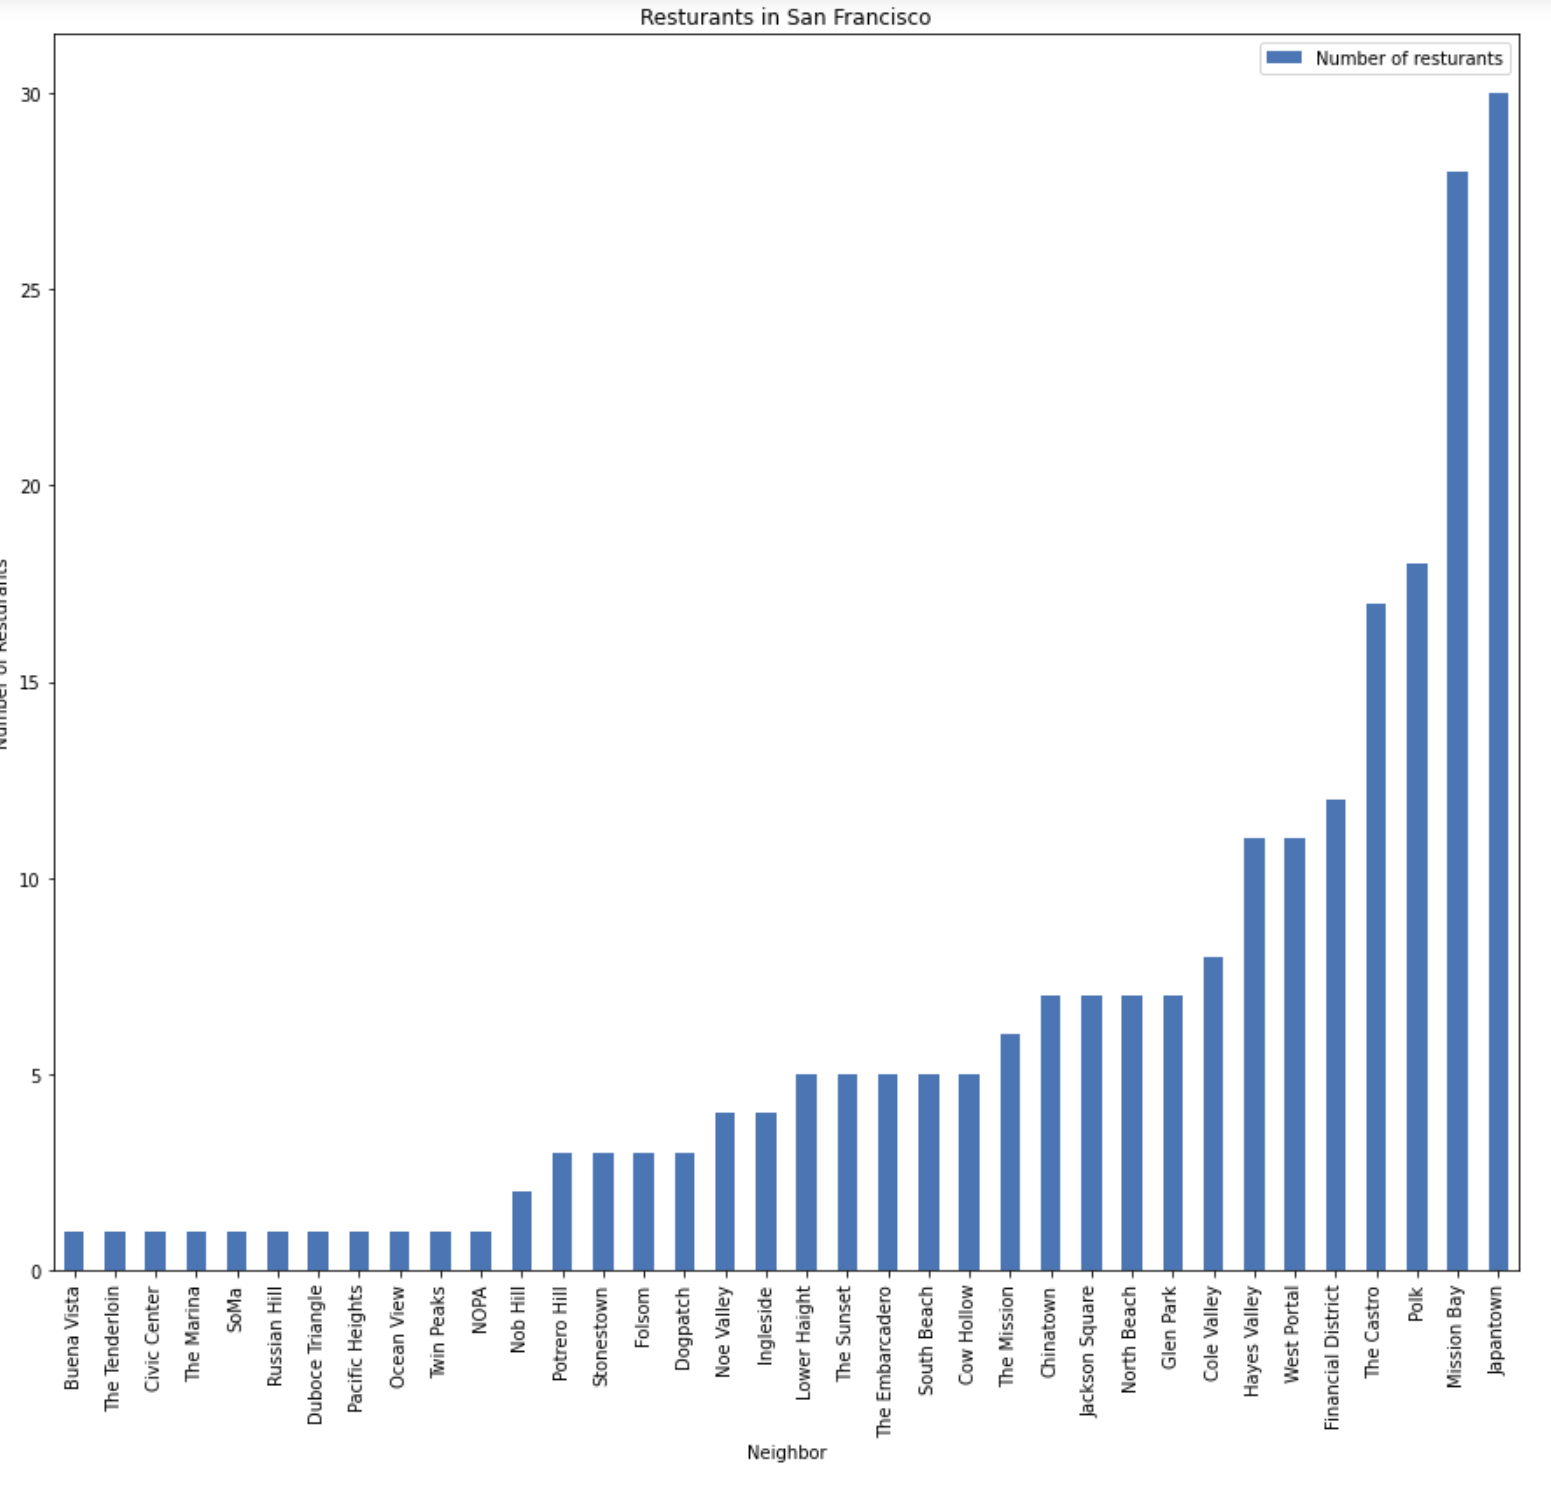 Resturants in San Francisco
Number of resturants
30
25
20
15
10
5
0
Number of Resturants
Buena Vista
The Tenderloin
Civic Center
The Marina
SoMa
Russian Hill
Duboce Triangle
Pacific Heights
Ocean View
Twin Peaks
NOPA
Nob Hill
Potrero Hill
Stonestown
Folsom
Dogpatch
Noe Valley
Ingleside
Lower Haight
The Sunset
The Embarcadero
South Beach
Cow Hollow
The Mission
Chinatown
Jackson Square
North Beach
Glen Park
Cole Valley
Hayes Valley
West Portal
Financial District
The Castro
Polk
Mission Bay
Japantown
Neighbor